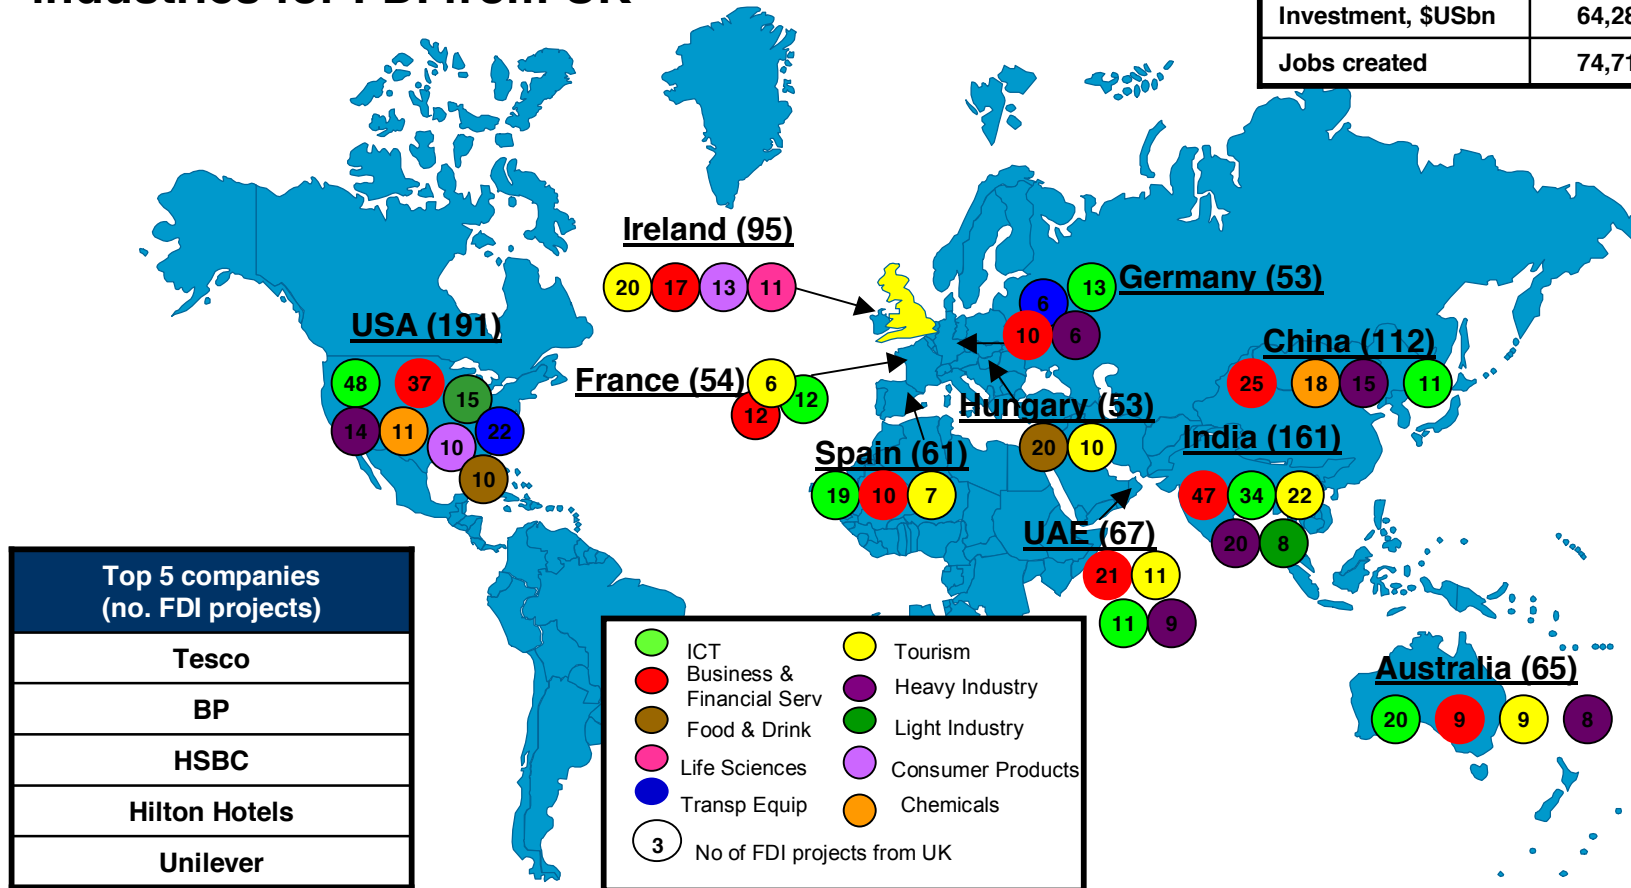 Industries for FDI from UK
Investment, $USbn 64,28
Jobs created 74,71
Ireland (95)
20 17 13 11
Germany (53)
13
6
10 6
USA (191)
48 37 15
14 11 10 22
10
China (112)
25 18 15 11
France (54)
6
12
12
Hungary (53)
20 10
India (161)
47 34 22
20 8
Spain (61)
19 10 7
UAE (67)
21 11
11 9
Australia (65)
20 9 9 8
Top 5 companies
(no. FDI projects)
Tesco
BP
HSBC
Hilton Hotels
Unilever
ICT
Business &
Financial Serv
Food & Drink
Life Sciences
Transp Equip
Tourism
Heavy Industry
Light Industry
Consumer Products
Chemicals
3 No of FDI projects from UK